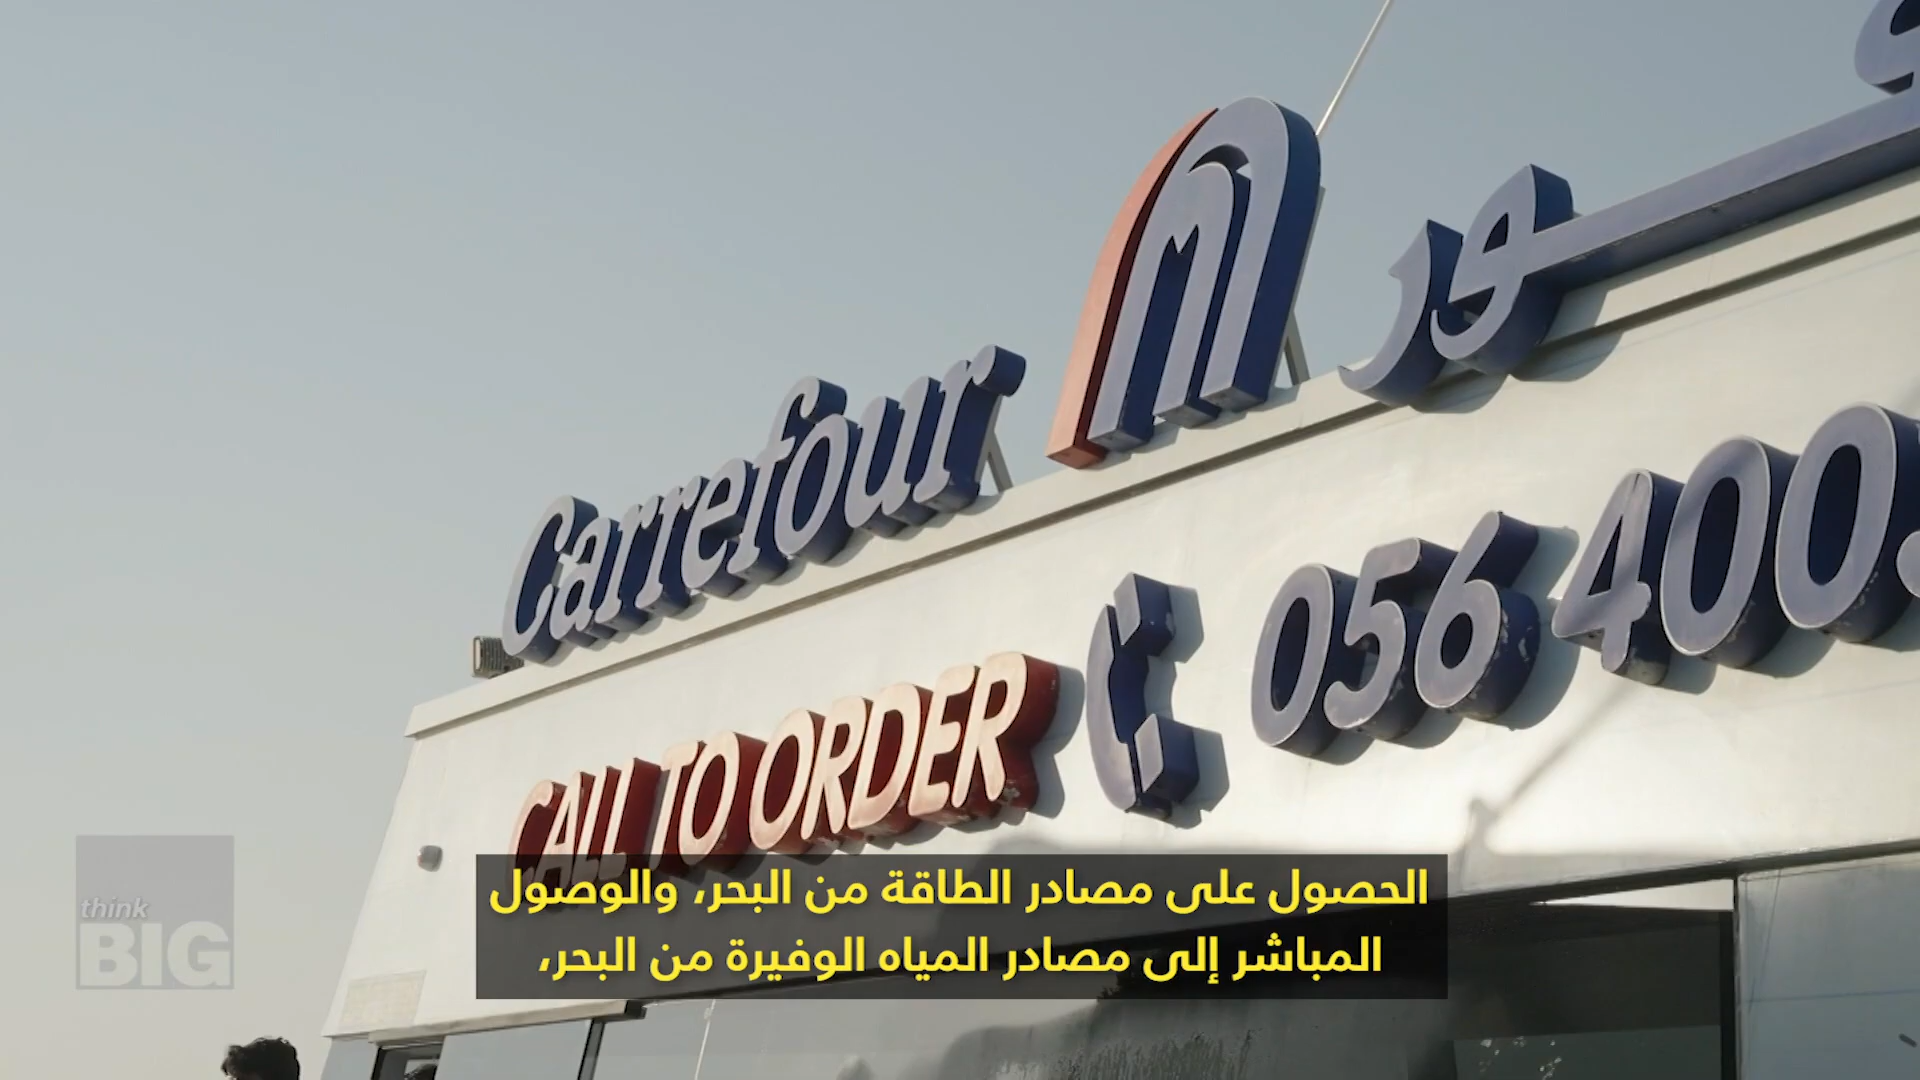 Carrefour
CALL TO ORDER 056 400
think
BIG
الحصول على مصادر الطاقة من البحر، والوصول
المباشر إلى مصادر المياه الوفيرة من البحر،